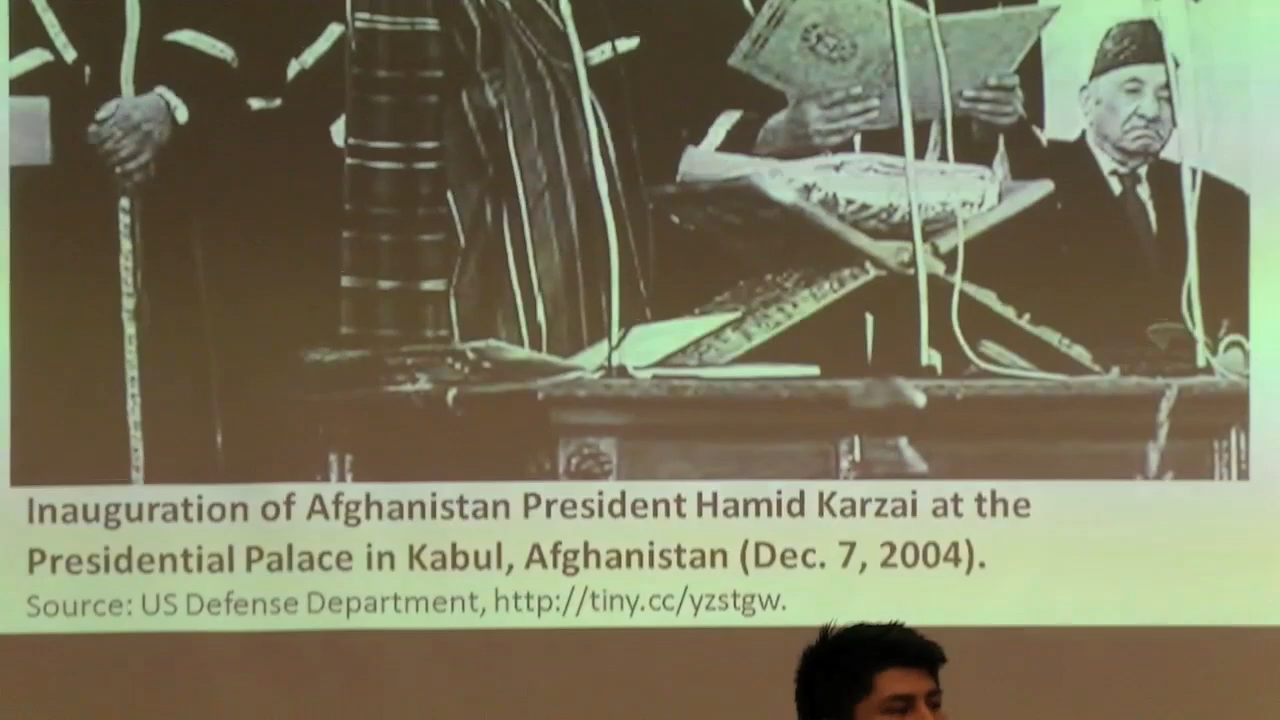 Inauguration of Afghanistan President Hamid Karzai at the
Presidential Palace in Kabul, Afghanistan (Dec. 7, 2004).
Source: US Defense Department, http://tiny.cc/yzstgw.